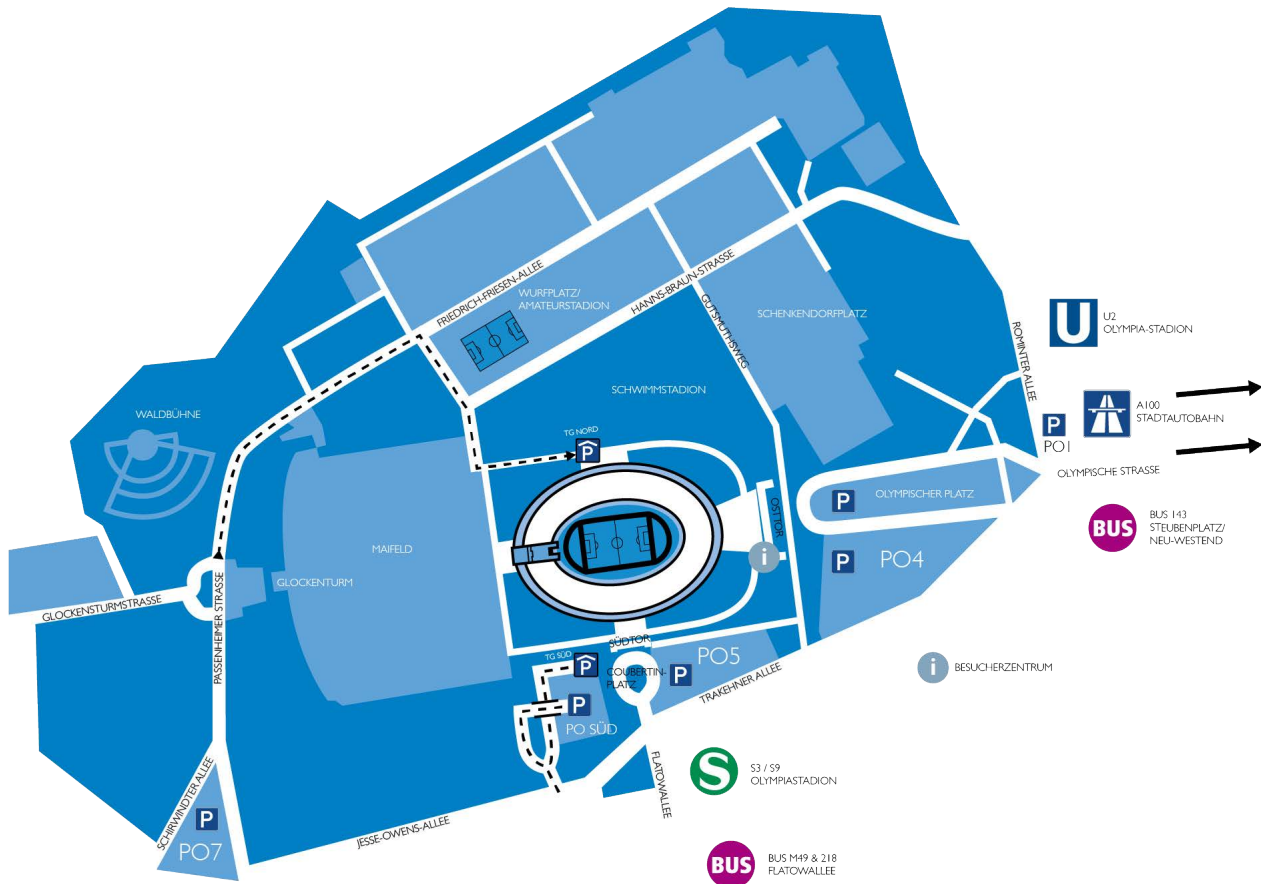 FRIEDRICH-FRIESEN-ALLEE
WURFPLATZ/
AMATEURSTADION
HANNS-BRAUN-STRASSE
GUTSMUTHSWEG
SCHENKENDORFPLATZ
ROMINTER ALLEE
U
U2
OLYMPIA-STADION
WALDBÜHNE
SCHWIMMSTADION
A100
STADTAUTOBAHN
P
PO1
TG NORD
P
OLYMPISCHE STRASSE
OLYMPISCHER PLATZ
P
OSTTOR
BUS
BUS 143
STEUBENPLATZ/
NEU-WESTEND
MAIFELD
i
P
PO4
GLOCKENTURM
GLOCKENSTURMSTRASSE
PASSENHEIMER STRASSE
SÜDTOR
TG SÜD
P
COUBERTIN-
PLATZ
PO5
P
TRAKEHNER ALLEE
i
BESUCHERZENTRUM
P
PO SÜD
FLATOWALLEE
S
S3 / S9
OLYMPIASTADION
SCHIRWINDTER ALLEE
P
PO7
JESSE-OWENS-ALLEE
BUS
BUS M49 & 218
FLATOWALLEE